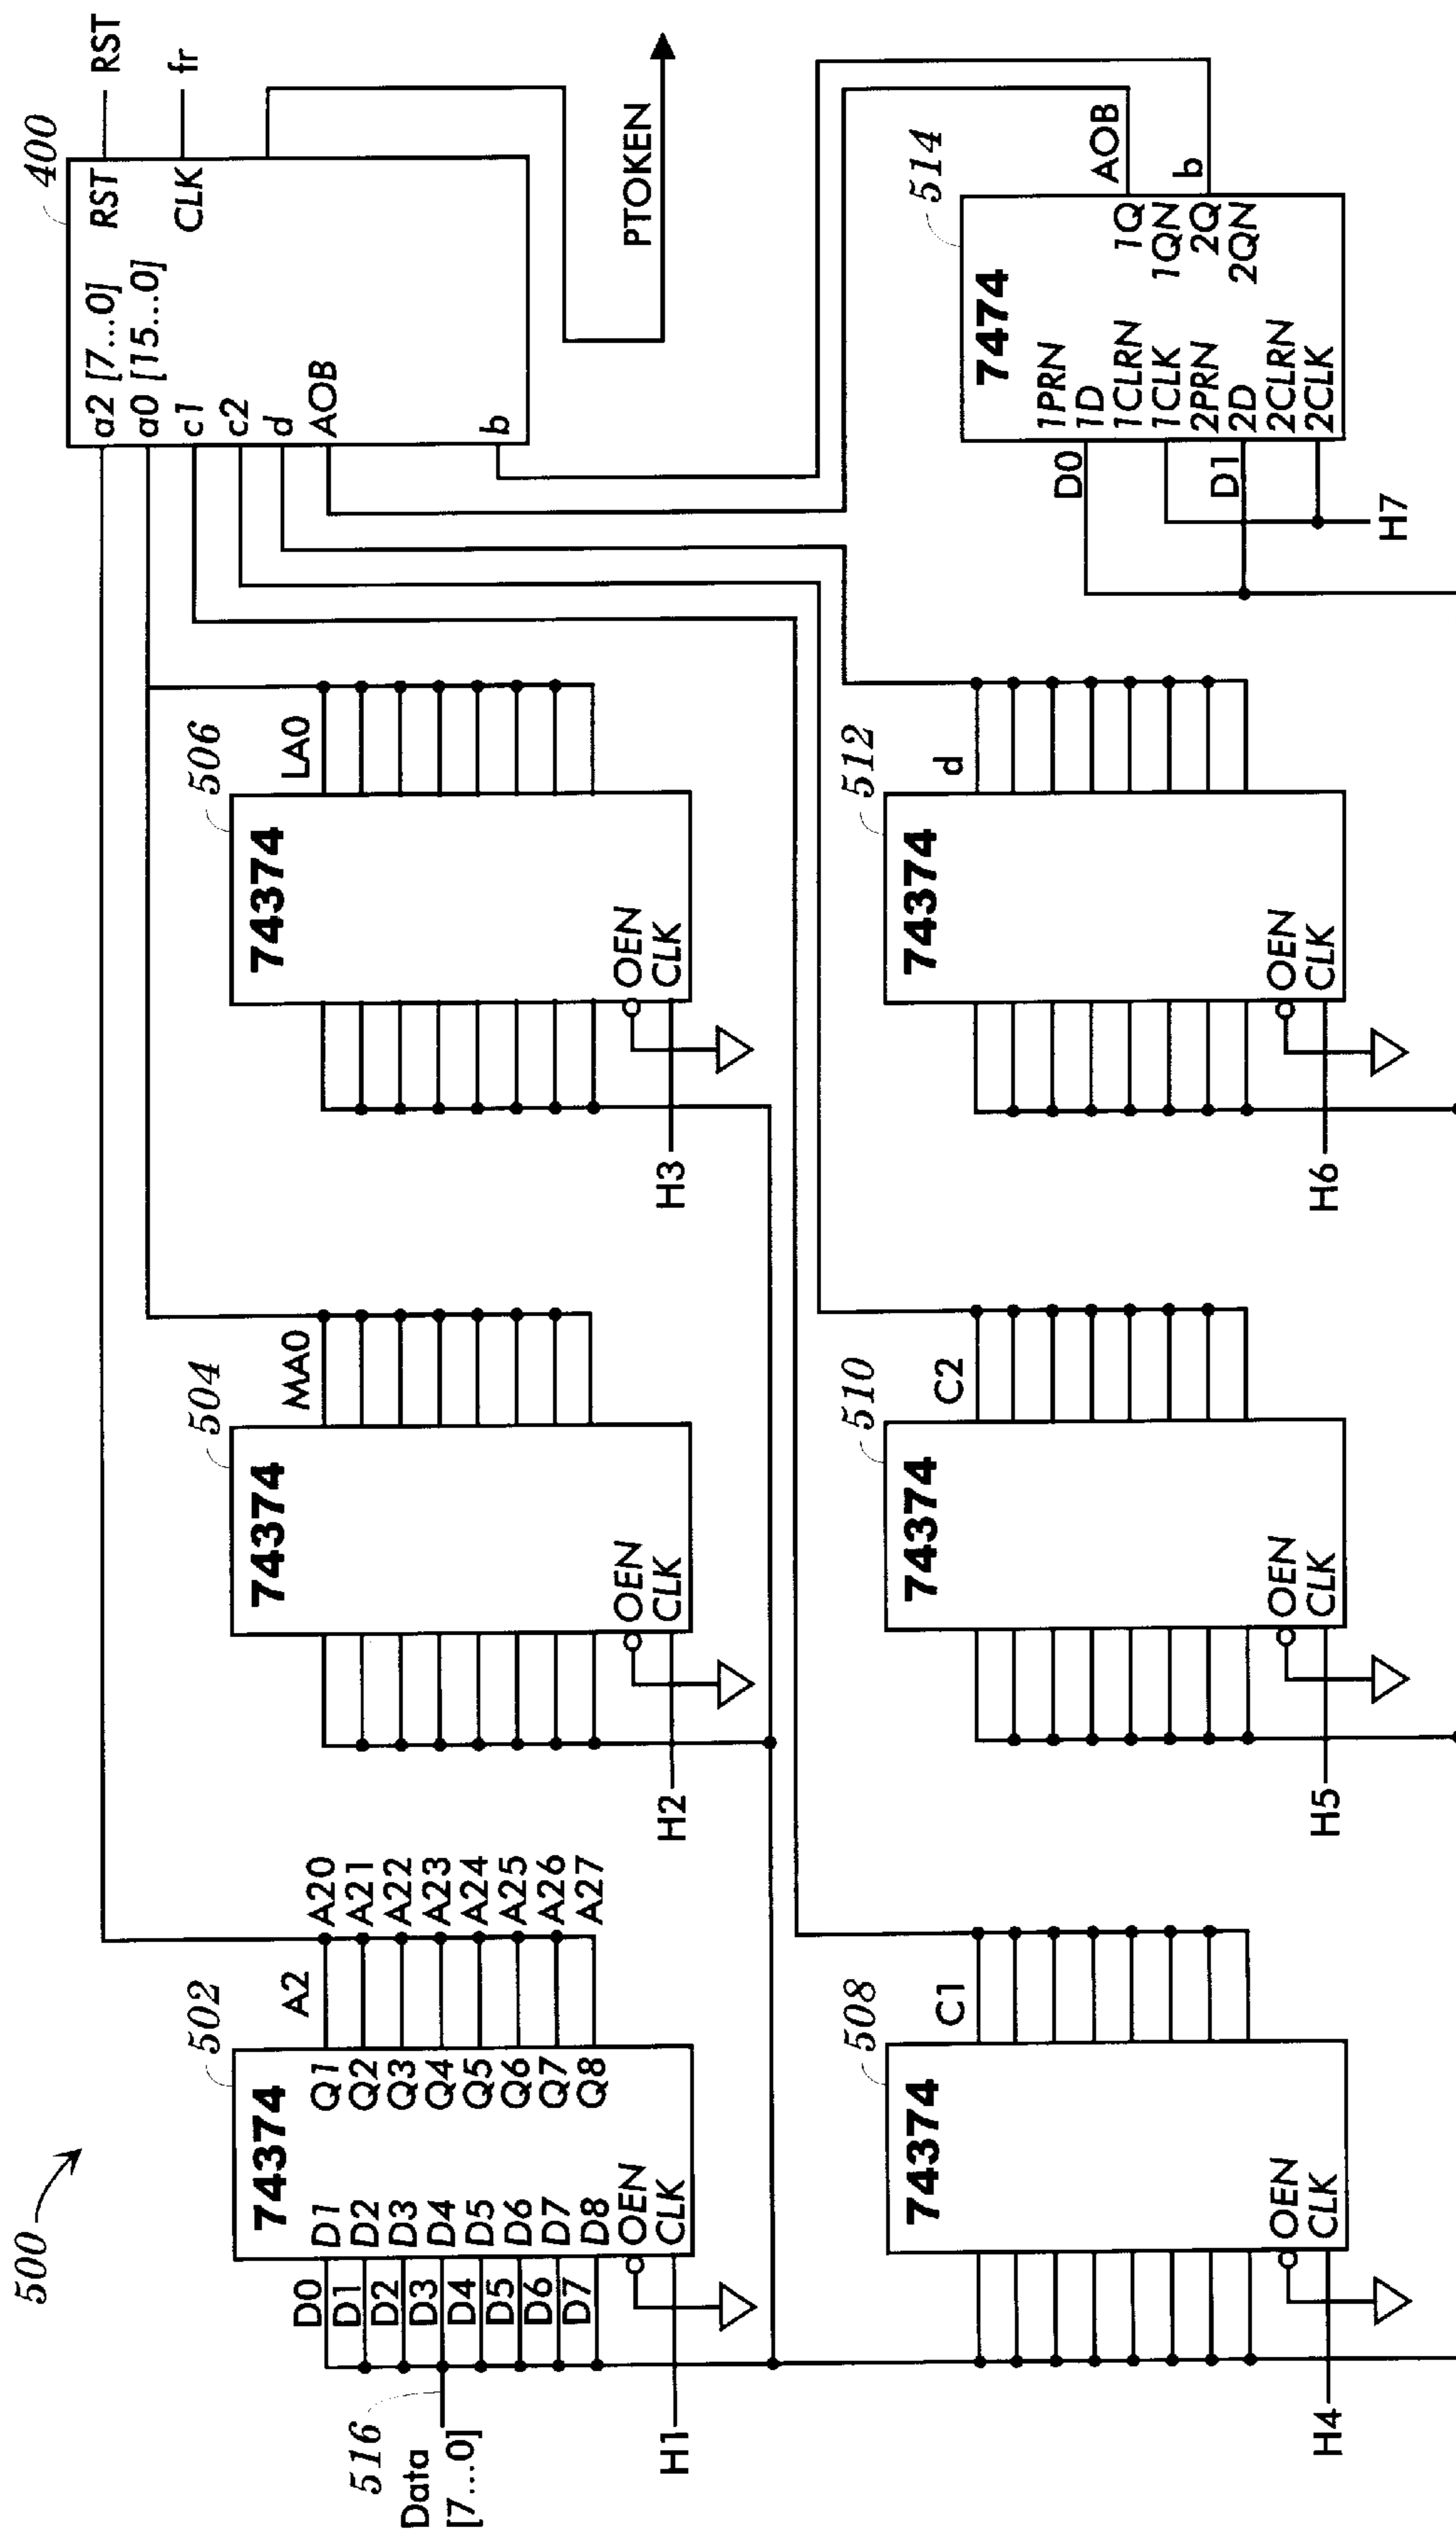 500
502
74374
D1
D2
D3
D4
D5
D6
D7
D8
OEN
CLK
Q1
Q2
Q3
Q4
Q5
Q6
Q7
Q8
D0
D1
D2
D3
D4
D5
D6
D7
A2
A20
A21
A22
A23
A24
A25
A26
A27
516
Data
[7...0]
H1
504
74374
OEN
CLK
MA0
H2
506
74374
OEN
CLK
LA0
H3
400
a2 [7...0]
a0 [15...0]
c1
c2
d
AOB
b
RST
CLK
RST
fr
PTOKEN
508
74374
OEN
CLK
C1
H4
510
74374
OEN
CLK
C2
H5
512
74374
OEN
CLK
d
H6
514
7474
1PRN
1D
1CLRN
1CLK
2PRN
2D
2CLRN
2CLK
1Q
1QN
2Q
2QN
D0
D1
AOB
b
H7